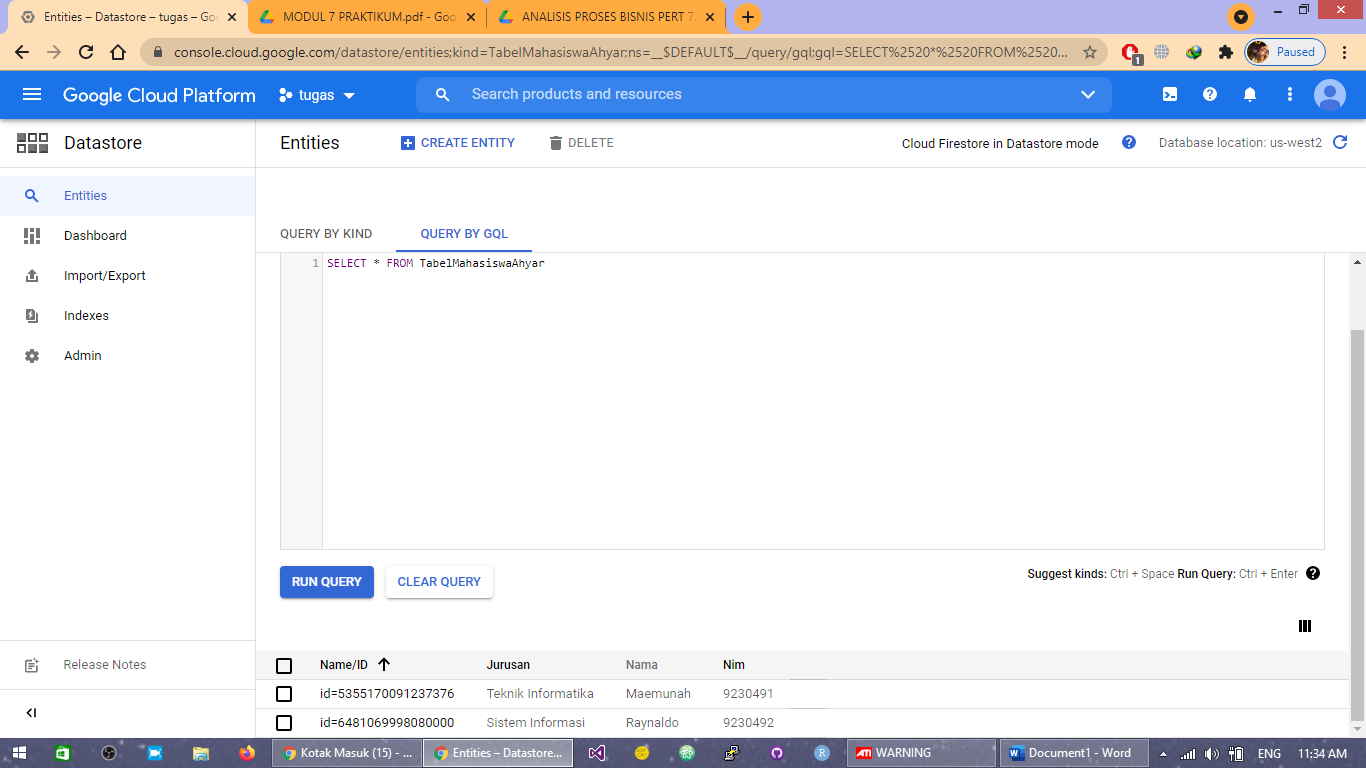 Entities – Datastore – tugas – Goo
MODUL 7 PRAKTIKUM.pdf - Goo
ANALISIS PROSES BISNIS PERT 7.
console.cloud.google.com/datastore/entities;kind=TabelMahasiswaAhyar;ns=__$DEFAULT$__/query/gql;gql=SELECT%2520*%2520FROM%2520...
1
Paused
Google Cloud Platform
tugas
Search products and resources
Datastore
Entities
CREATE ENTITY
DELETE
Cloud Firestore in Datastore mode
Database location: us-west2
Entities
Dashboard
Import/Export
Indexes
Admin
Release Notes
QUERY BY KIND
QUERY BY GQL
1 SELECT * FROM TabelMahasiswaAhyar
RUN QUERY
CLEAR QUERY
Suggest kinds: Ctrl + Space Run Query: Ctrl + Enter
Name/ID Jurusan Nama Nim
id=5355170091237376 Teknik Informatika Maemunah 9230491
id=6481069998080000 Sistem Informasi Raynaldo 9230492
Kotak Masuk (15) - ...
Entities – Datastore...
ATI WARNING
Document1 - Word
ENG
11:34 AM